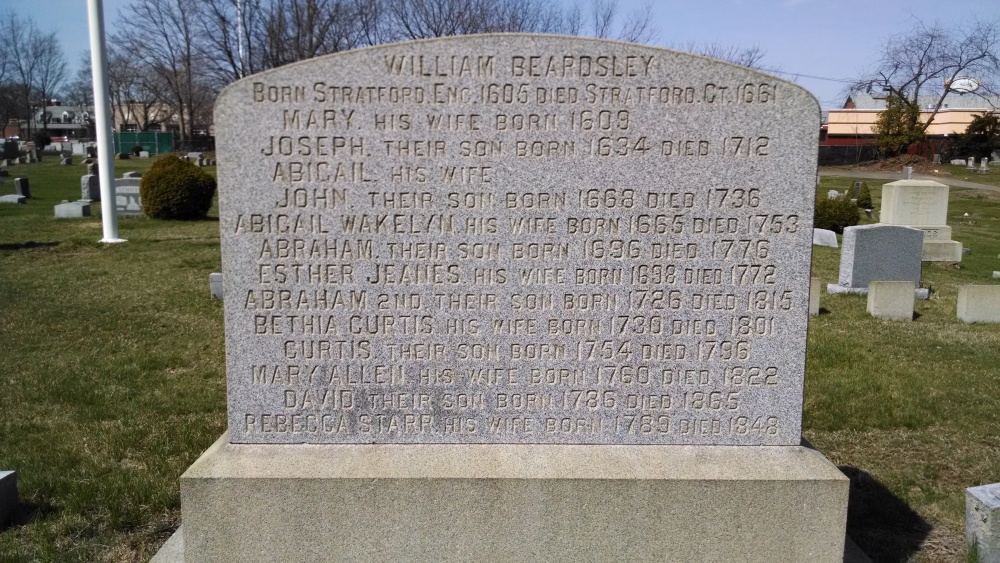 WILLIAM BEARDSLEY
BORN STRATFORD, ENG. 1605 DIED STRATFORD, CT. 1661
MARY, HIS WIFE BORN 1609
JOSEPH, THEIR SON BORN 1634 DIED 1712
ABIGAIL, HIS WIFE
JOHN, THEIR SON BORN 1668 DIED 1736
ABIGAIL WAKELYN, HIS WIFE BORN 1665 DIED 1753
ABRAHAM, THEIR SON BORN 1696 DIED 1776
ESTHER JEANES, HIS WIFE BORN 1698 DIED 1772
ABRAHAM 2ND, THEIR SON BORN 1726 DIED 1815
BETHIA CURTIS, HIS WIFE BORN 1730 DIED 1801
CURTIS, THEIR SON BORN 1754 DIED 1796
MARY ALLEN, HIS WIFE BORN 1760 DIED 1822
DAVID, THEIR SON BORN 1786 DIED 1865
REBECCA STARR, HIS WIFE BORN 1789 DIED 1848